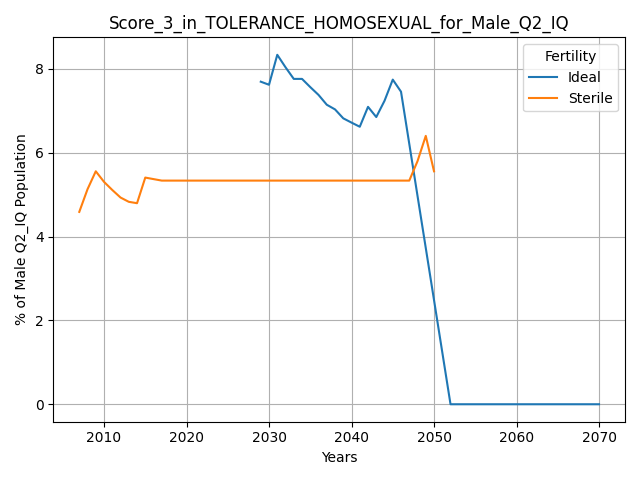 Score_3_in_TOLERANCE_HOMOSEXUAL_for_Male_Q2_IQ
Fertility
Ideal
Sterile
% of Male Q2_IQ Population
8
6
4
2
0
2010 2020 2030 2040 2050 2060 2070
Years